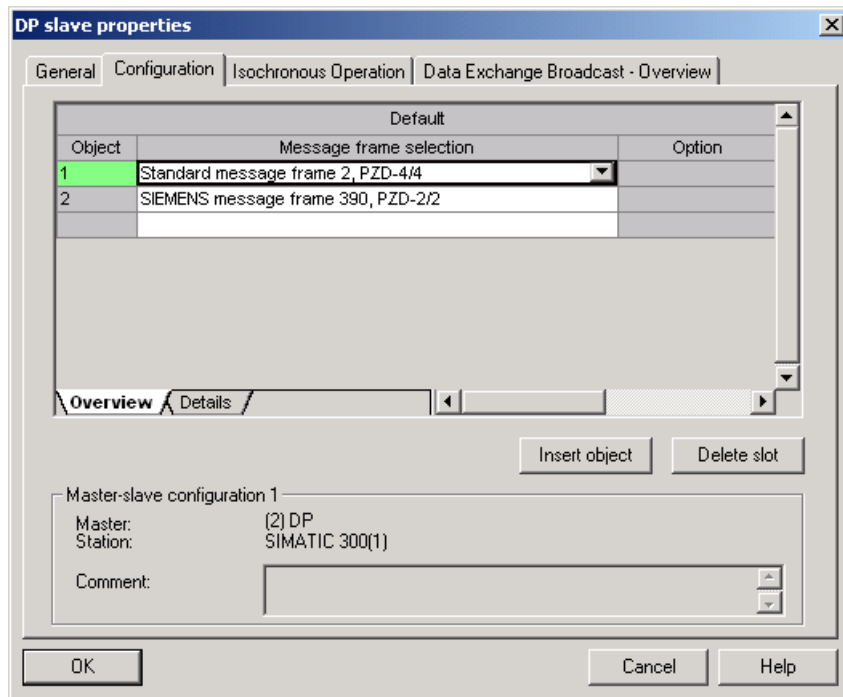 DP slave properties
General Configuration Isochronous Operation Data Exchange Broadcast - Overview
Default
Object Message frame selection Option
1 Standard message frame 2, PZD-4/4
2 SIEMENS message frame 390, PZD-2/2
Overview Details
Insert object Delete slot
Master-slave configuration 1
Master: (2) DP
Station: SIMATIC 300(1)
Comment:
OK Cancel Help